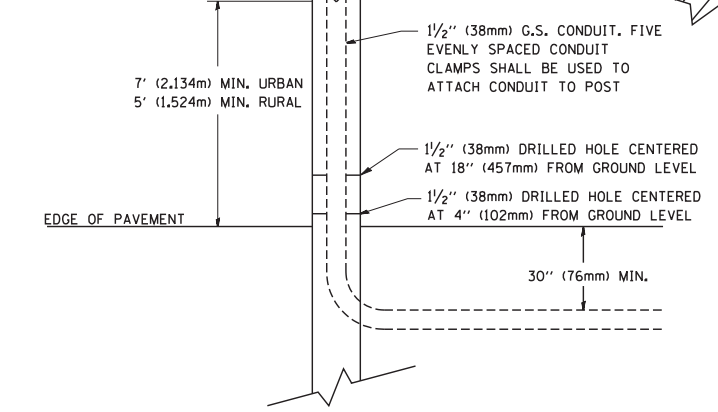 1½" (38mm) G.S. CONDUIT. FIVE
EVENLY SPACED CONDUIT
CLAMPS SHALL BE USED TO
ATTACH CONDUIT TO POST
7' (2.134m) MIN. URBAN
5' (1.524m) MIN. RURAL
1½" (38mm) DRILLED HOLE CENTERED
AT 18" (457mm) FROM GROUND LEVEL
1½" (38mm) DRILLED HOLE CENTERED
AT 4" (102mm) FROM GROUND LEVEL
EDGE OF PAVEMENT
30" (76mm) MIN.